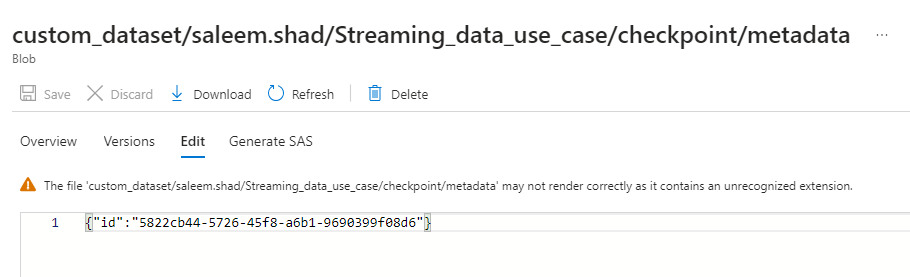 custom_dataset/saleem.shad/Streaming_data_use_case/checkpoint/metadata ...
Blob
Save Discard Download Refresh Delete
Overview Versions Edit Generate SAS
The file 'custom_dataset/saleem.shad/Streaming_data_use_case/checkpoint/metadata' may not render correctly as it contains an unrecognized extension.
1 {"id":"5822cb44-5726-45f8-a6b1-9690399f08d6"}